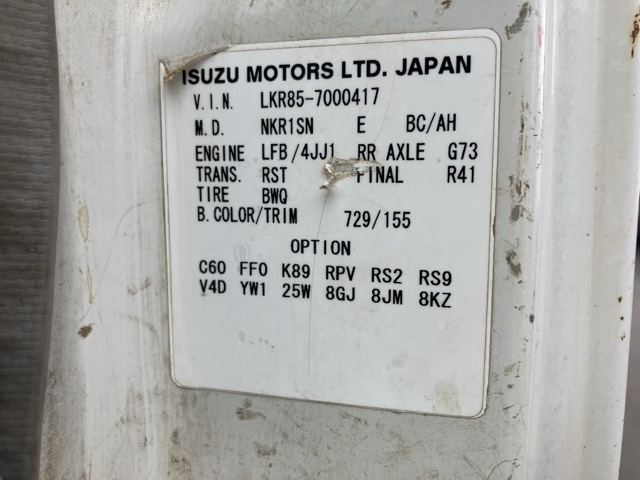 ISUZU MOTORS LTD. JAPAN
V.I.N. LKR85-7000417
M.D. NKR1SN E BC/AH
ENGINE LFB/4JJ1 RR AXLE G73
TRANS. RST FINAL R41
TIRE BWQ
B.COLOR/TRIM 729/155
OPTION
C60 FF0 K89 RPV RS2 RS9
V4D YW1 25W 8GJ 8JM 8KZ